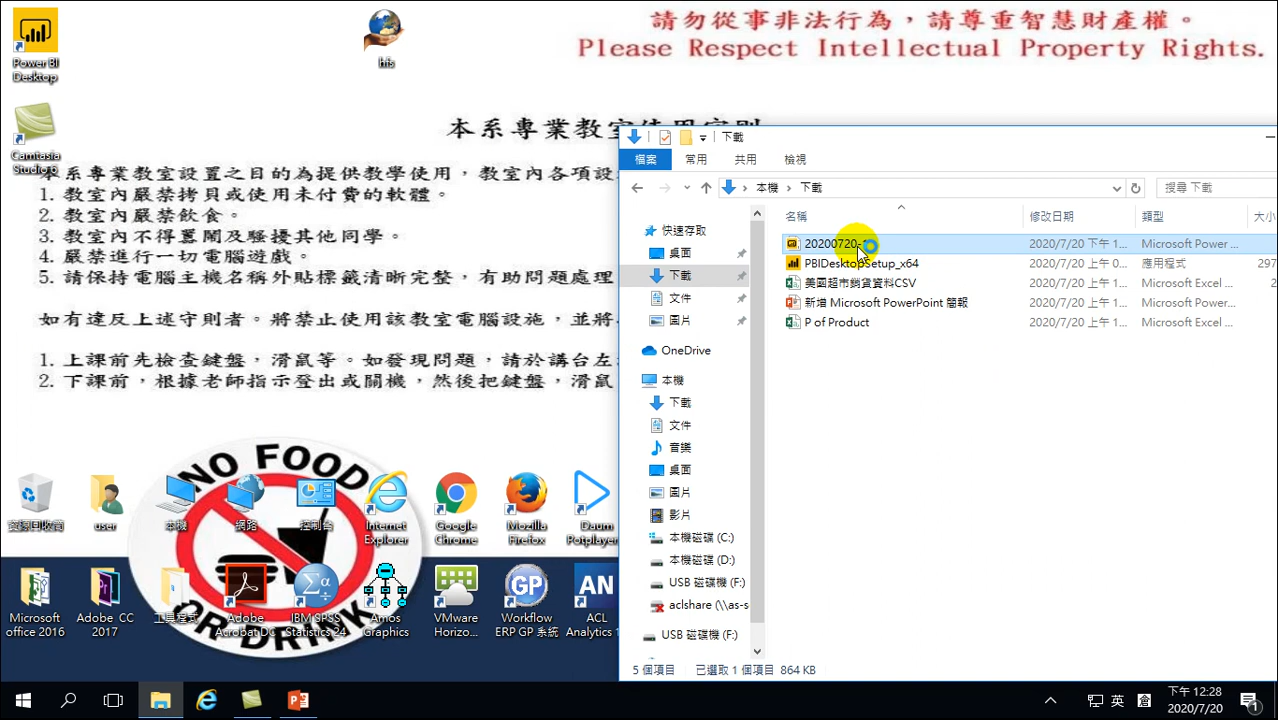 Power BI
Desktop
hfs
請勿從事非法行為，請尊重智慧財產權。
Please Respect Intellectual Property Rights.
Camtasia
本系專業教室設置之目的為提供教學使用，教室內各項設
1. 教室內嚴禁拷貝或使用未付費的軟體。
2. 教室內嚴禁飲食。
3. 教室內不得喧鬧及騷擾其他同學。
4. 嚴禁進行一切電腦遊戲。
5. 請保持電腦主機名稱外貼標籤清晰完整，有助問題處理
如有違反上述守則者。將禁止使用該教室電腦設施，並將
1. 上課前先檢查鍵盤，滑鼠等。如發現問題，請於講台左
2. 下課前，根據老師指示登出或關機，然後把鍵盤，滑鼠
NO FOOD
OR DRINK
資源回收筒
user
本機
網路
控制台
Internet
Explorer
Google
Chrome
Mozilla
Firefox
Daum
Potplayer
Microsoft
office 2016
Adobe CC
2017
工具程式
Adobe
Acrobat DC
IBM SPSS
Statistics 24
Amos
Graphics
VMware
Horizo...
GP
Workflow
ERP GP 系統
AN
ACL
Analytics
下載
檔案 常用 共用 檢視
本機 下載
搜尋 下載
名稱 修改日期 類型 大小
20200720- 2020/7/20 下午 1... Microsoft Power ...
PBIDesktopSetup_x64 2020/7/20 上午 0... 應用程式 297
美國超市銷貨資料CSV 2020/7/20 上午 1... Microsoft Excel ... 2
新增 Microsoft PowerPoint 簡報 2020/7/20 上午 1... Microsoft Power...
P of Product 2020/7/20 上午 1... Microsoft Excel ...
快速存取
桌面
下載
文件
圖片
OneDrive
本機
下載
文件
音樂
桌面
圖片
影片
本機磁碟 (C:)
本機磁碟 (D:)
USB 磁碟機 (F:)
aclshare (\\as-s
USB 磁碟機 (F:)
5 個項目 已選取 1 個項目 864 KB
英 下午 12:28
2020/7/20
1